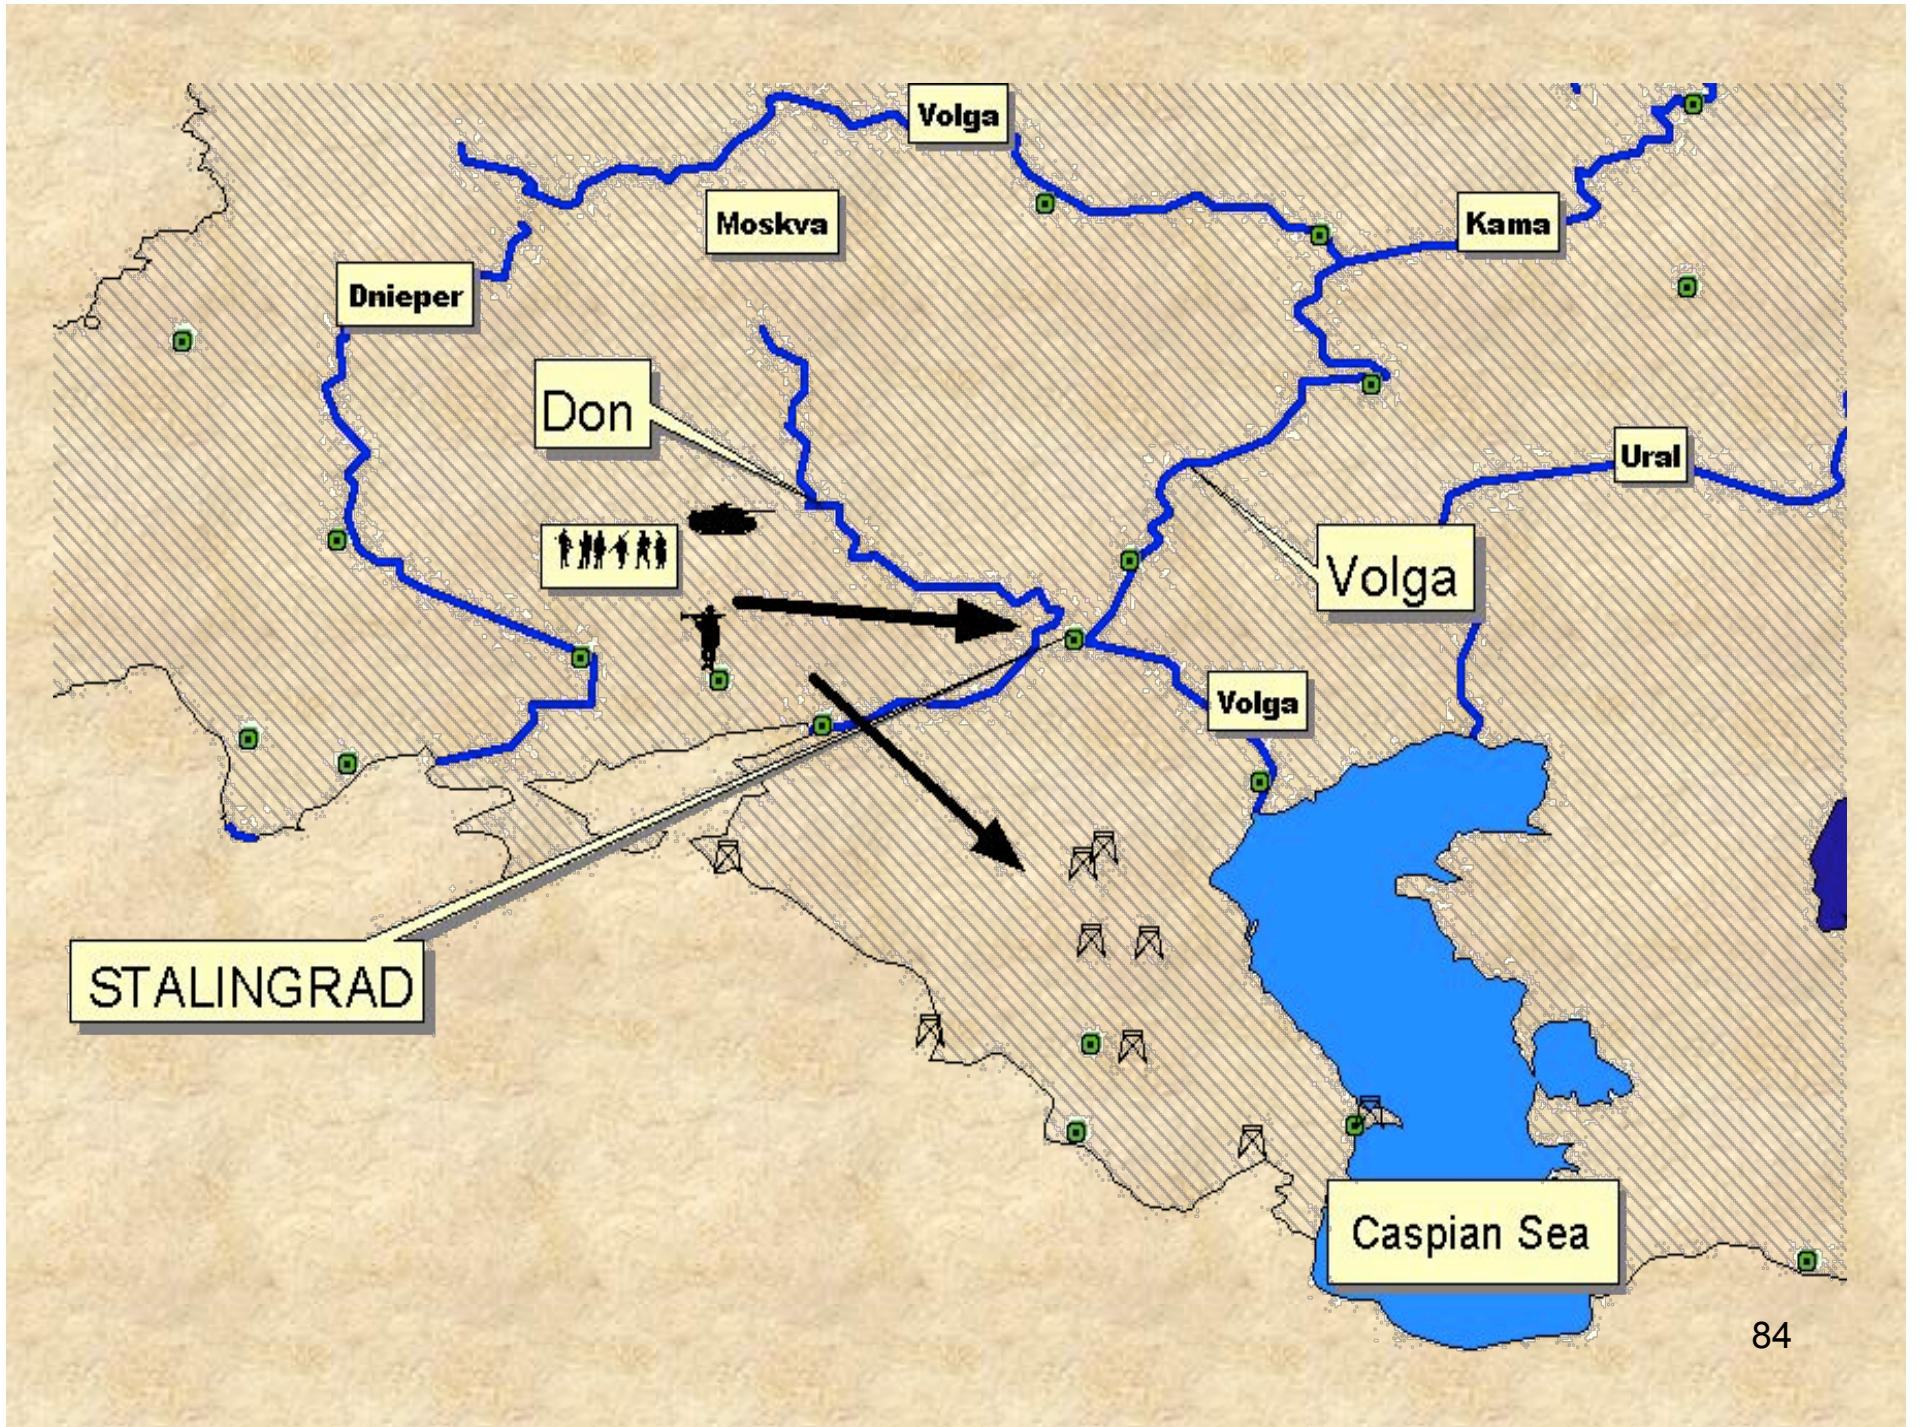 Volga
Moskva
Kama
Dnieper
Don
Ural
Volga
Volga
STALINGRAD
Caspian Sea
84